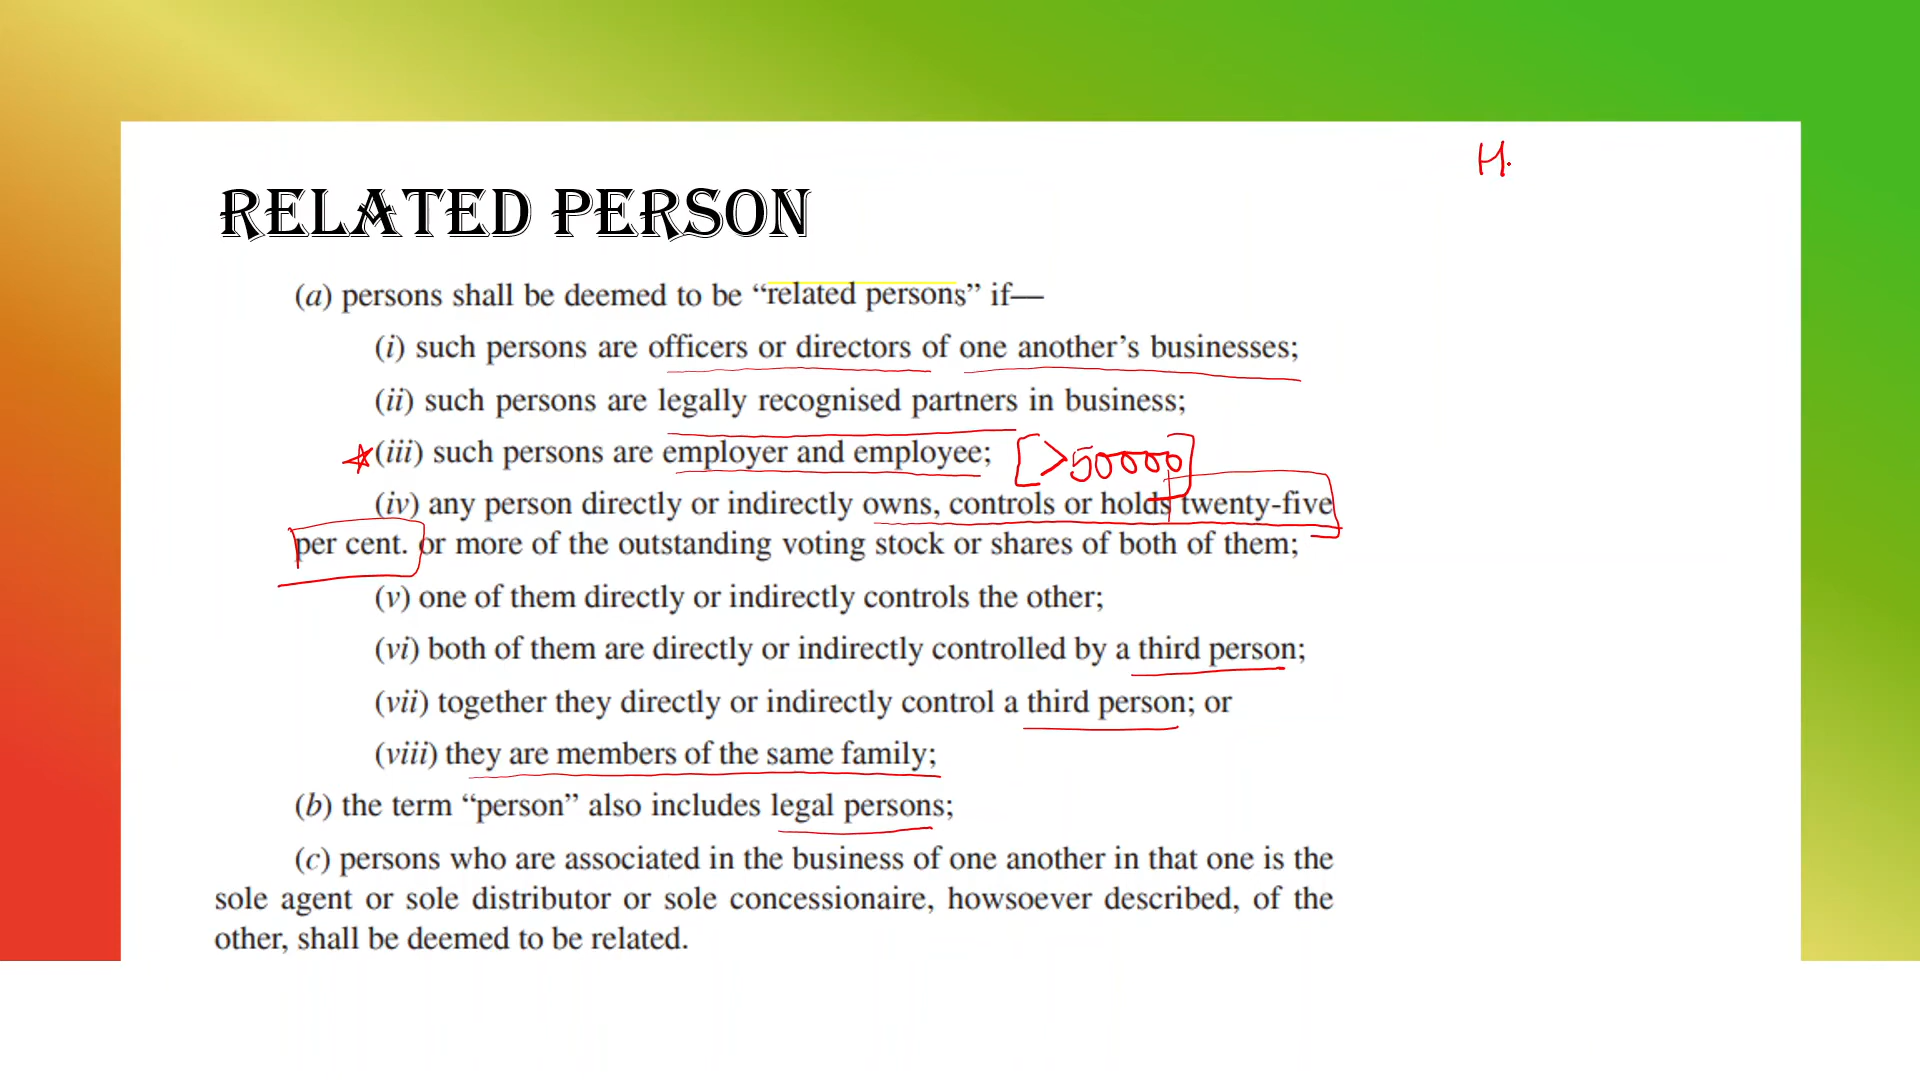 H.
RELATED PERSON
(a) persons shall be deemed to be “related persons” if—
(i) such persons are officers or directors of one another’s businesses;
(ii) such persons are legally recognised partners in business;
(iii) such persons are employer and employee; [>50000]
(iv) any person directly or indirectly owns, controls or holds twenty-five
per cent. or more of the outstanding voting stock or shares of both of them;
(v) one of them directly or indirectly controls the other;
(vi) both of them are directly or indirectly controlled by a third person;
(vii) together they directly or indirectly control a third person; or
(viii) they are members of the same family;
(b) the term “person” also includes legal persons;
(c) persons who are associated in the business of one another in that one is the
sole agent or sole distributor or sole concessionaire, howsoever described, of the
other, shall be deemed to be related.